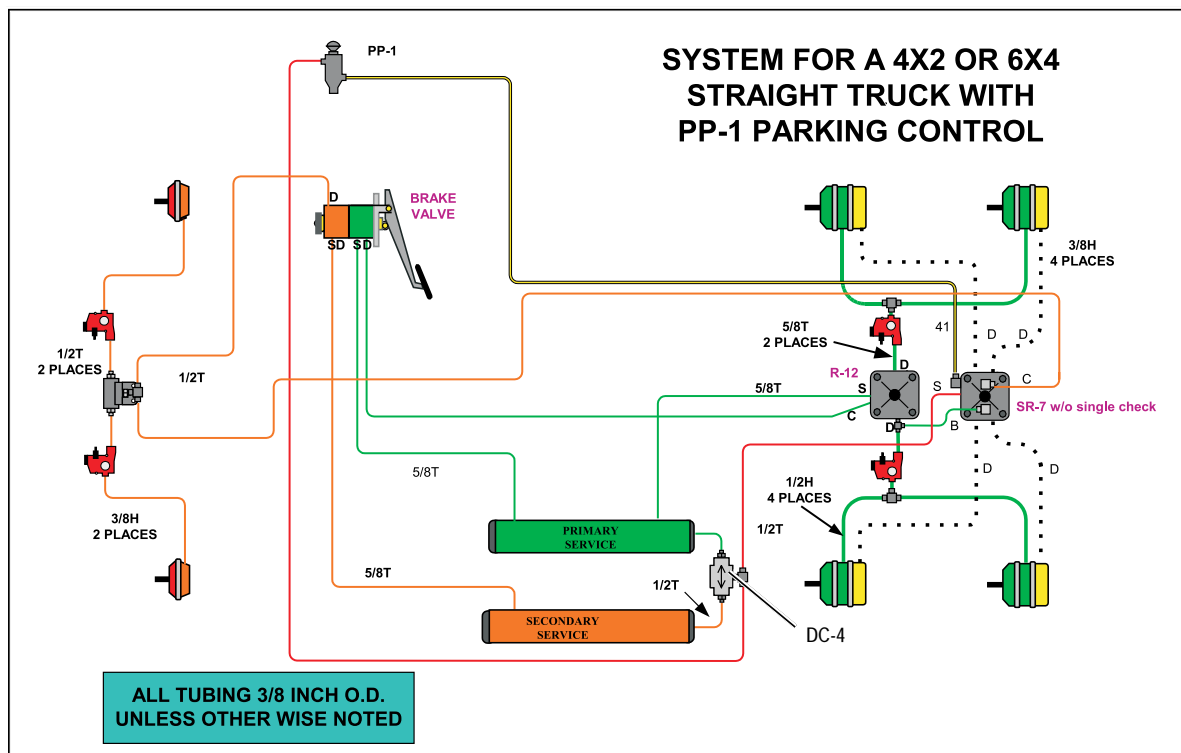 PP-1
SYSTEM FOR A 4X2 OR 6X4
STRAIGHT TRUCK WITH
PP-1 PARKING CONTROL
D
BRAKE
VALVE
SD
S D
3/8H
4 PLACES
1/2T
2 PLACES
1/2T
5/8T
2 PLACES
41
D
D
R-12
D
S
5/8T
C
S
C
SR-7 w/o single check
D
B
D
D
5/8T
1/2H
4 PLACES
1/2T
3/8H
2 PLACES
PRIMARY
SERVICE
5/8T
1/2T
SECONDARY
SERVICE
DC-4
ALL TUBING 3/8 INCH O.D.
UNLESS OTHER WISE NOTED